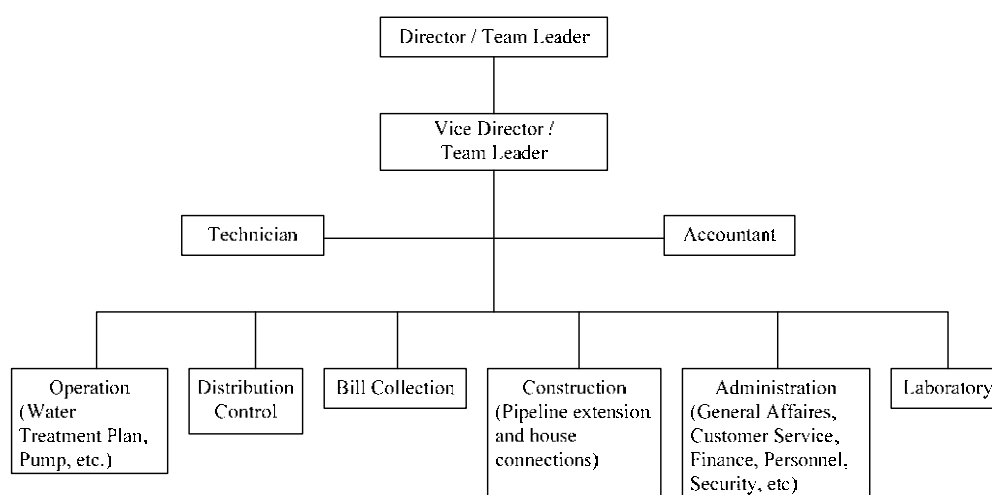 Director / Team Leader
Vice Director /
Team Leader
Technician
Accountant
Operation
(Water
Treatment Plan,
Pump, etc.)
Distribution
Control
Bill Collection
Construction
(Pipeline extension
and house
connections)
Administration
(General Affaires,
Customer Service,
Finance, Personnel,
Security, etc)
Laboratory